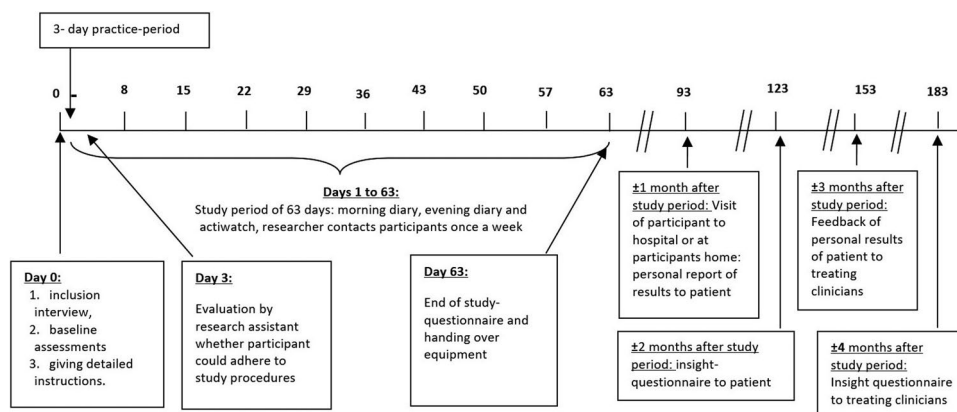 3- day practice-period
0 - 8 15 22 29 36 43 50 57 63 93 123 153 183
Days 1 to 63:
Study period of 63 days: morning diary, evening diary and
actiwatch, researcher contacts participants once a week
Day 0:
1. inclusion
interview,
2. baseline
assessments
3. giving detailed
instructions.
Day 3:
Evaluation by
research assistant
whether participant
could adhere to
study procedures
Day 63:
End of study-
questionnaire and
handing over
equipment
±1 month after
study period: Visit
of participant to
hospital or at
participants home:
personal report of
results to patient
±2 months after study
period: insight-
questionnaire to patient
±3 months after
study period:
Feedback of
personal results
of patient to
treating
clinicians
±4 months after
study period:
Insight questionnaire
to treating clinicians